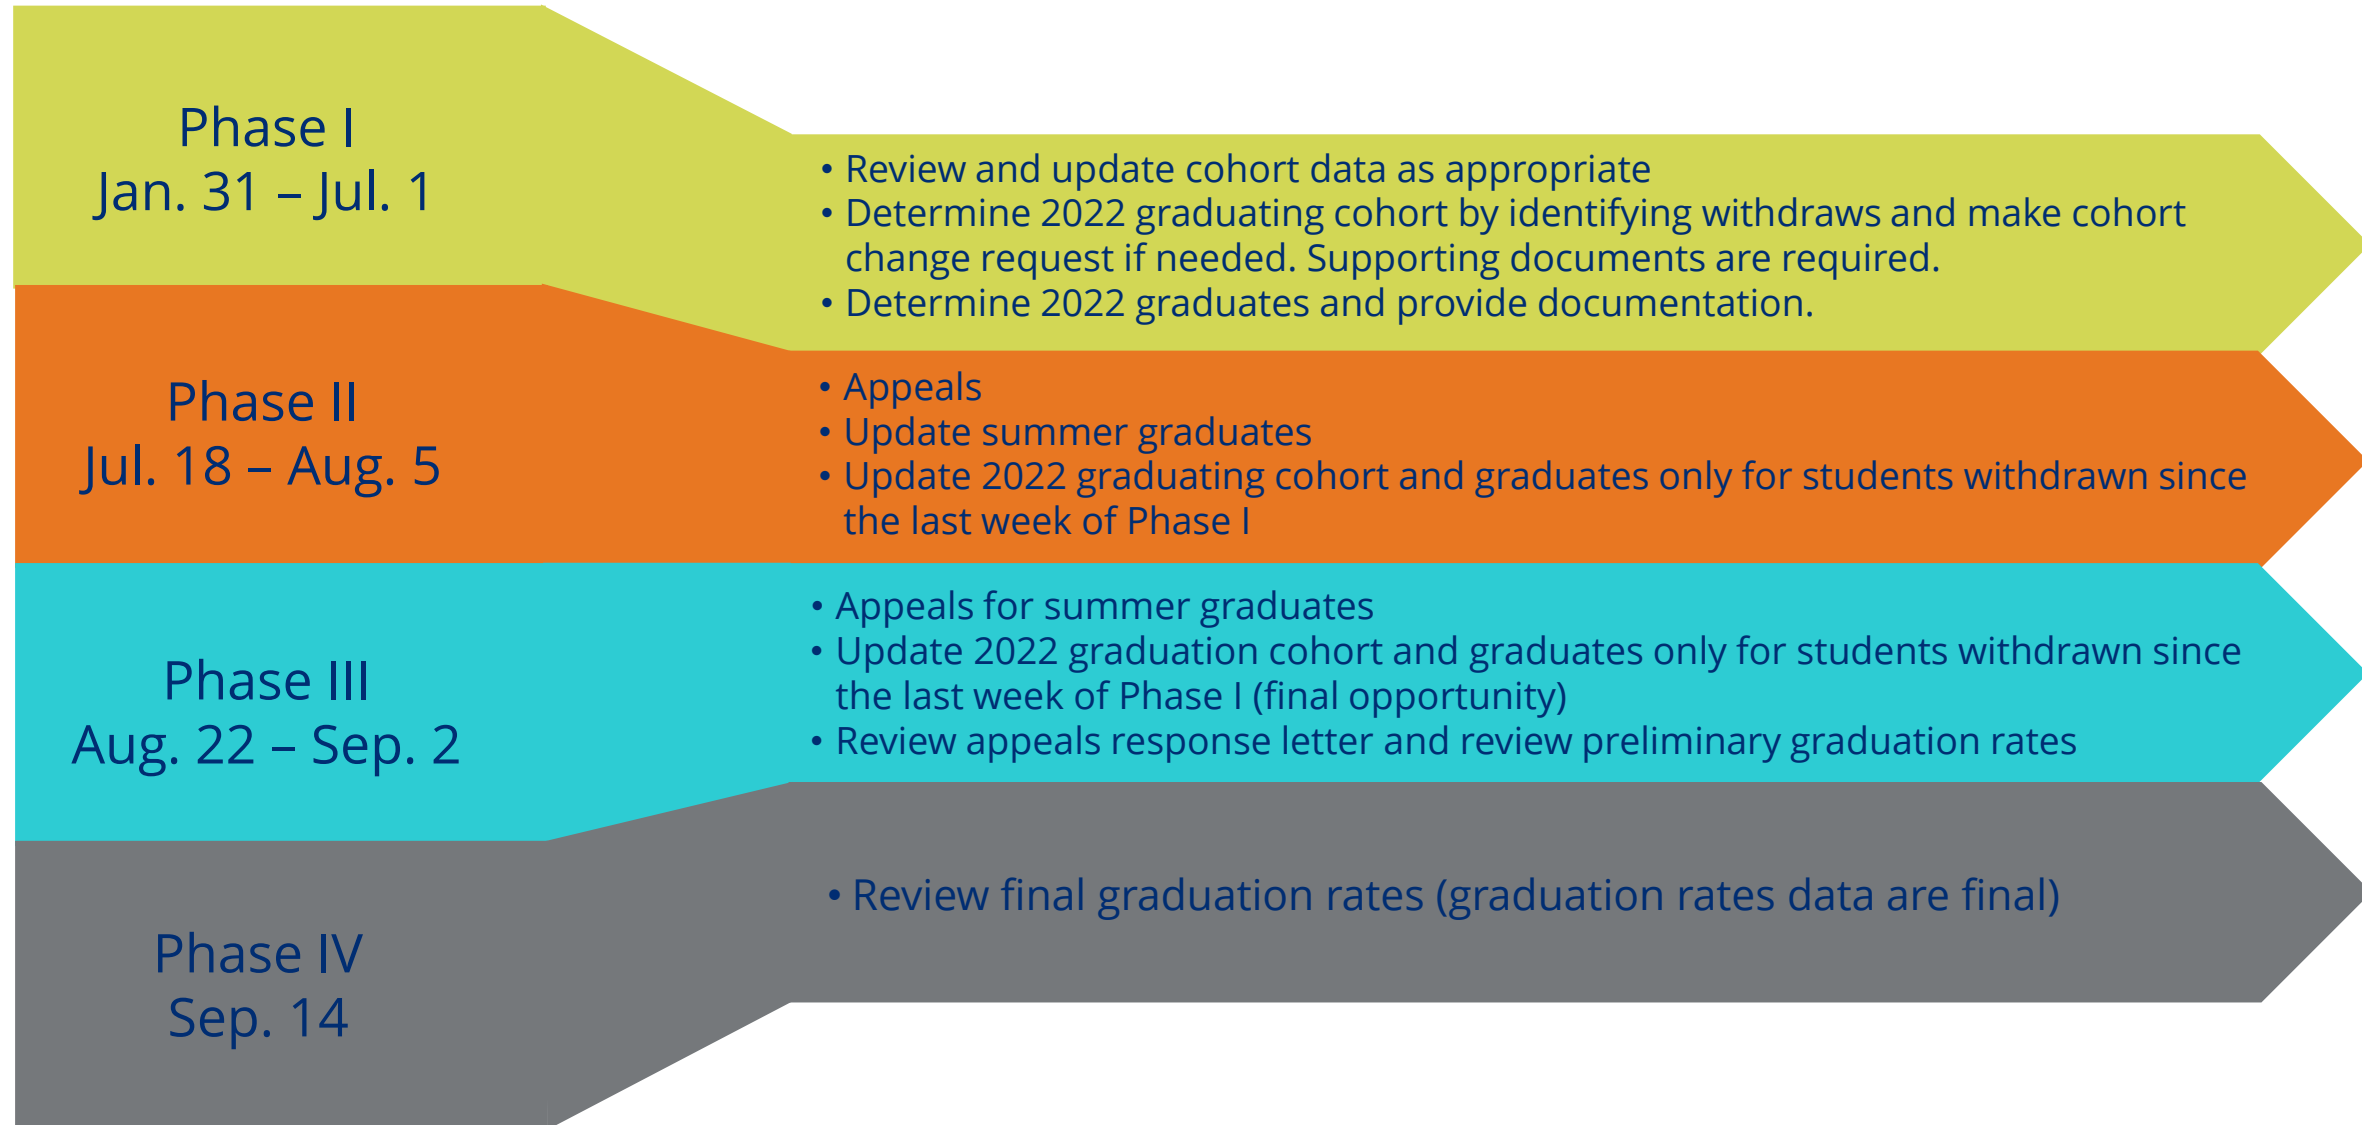 Phase I
Jan. 31 – Jul. 1
• Review and update cohort data as appropriate
• Determine 2022 graduating cohort by identifying withdraws and make cohort
change request if needed. Supporting documents are required.
• Determine 2022 graduates and provide documentation.
Phase II
Jul. 18 – Aug. 5
• Appeals
• Update summer graduates
• Update 2022 graduating cohort and graduates only for students withdrawn since
the last week of Phase I
Phase III
Aug. 22 – Sep. 2
• Appeals for summer graduates
• Update 2022 graduation cohort and graduates only for students withdrawn since
the last week of Phase I (final opportunity)
• Review appeals response letter and review preliminary graduation rates
Phase IV
Sep. 14
• Review final graduation rates (graduation rates data are final)